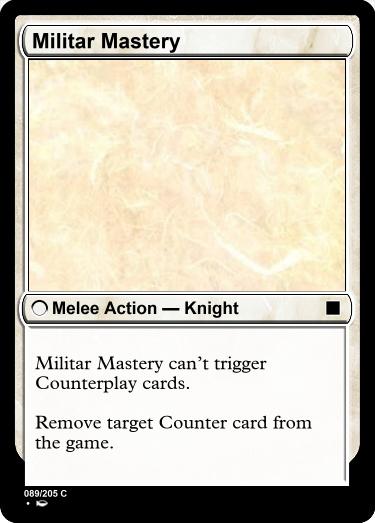 Militar Mastery
Melee Action — Knight
Militar Mastery can't trigger
Counterplay cards.
Remove target Counter card from
the game.
089/205 C